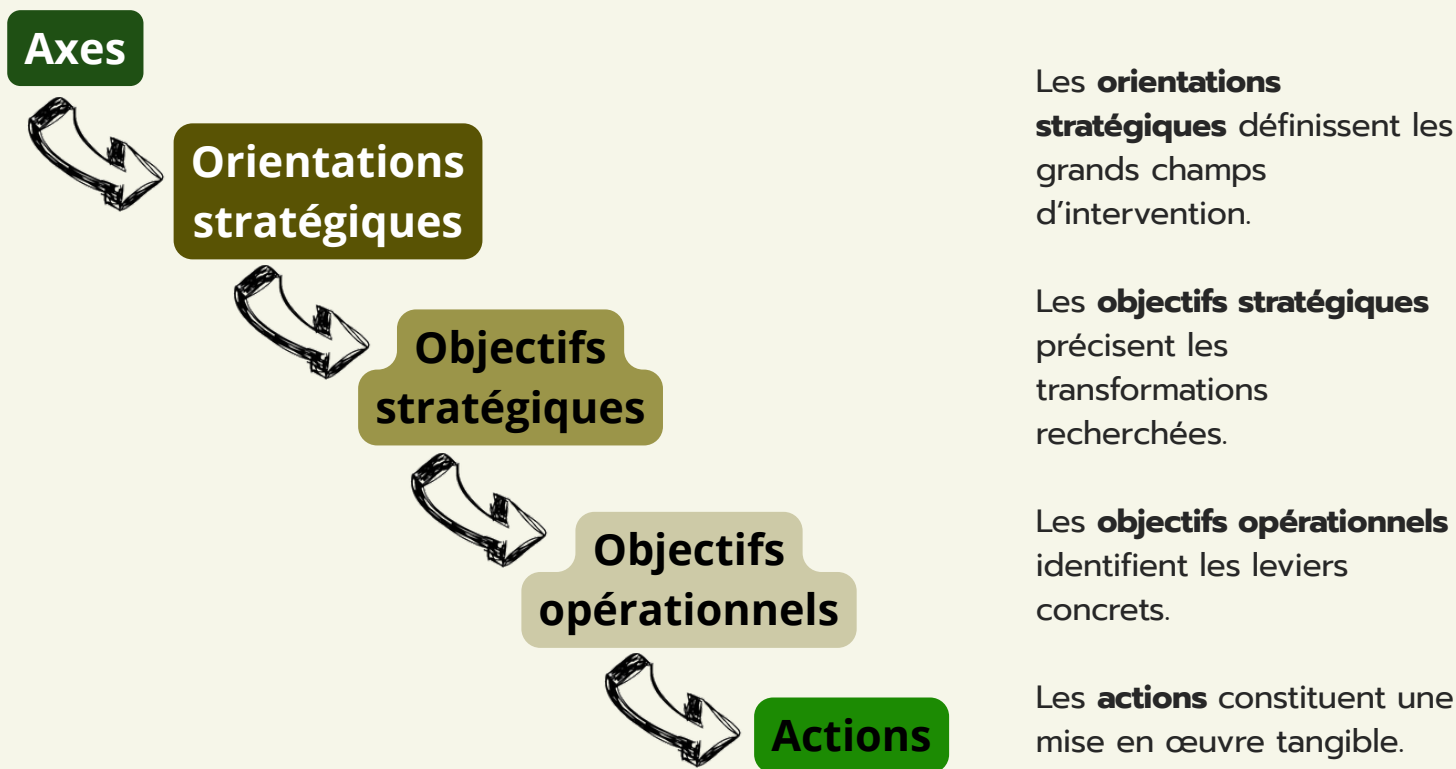 Axes
Orientations
stratégiques
Objectifs
stratégiques
Objectifs
opérationnels
Actions
Les orientations
stratégiques définissent les
grands champs
d’intervention.
Les objectifs stratégiques
précisent les
transformations
recherchées.
Les objectifs opérationnels
identifient les leviers
concrets.
Les actions constituent une
mise en œuvre tangible.